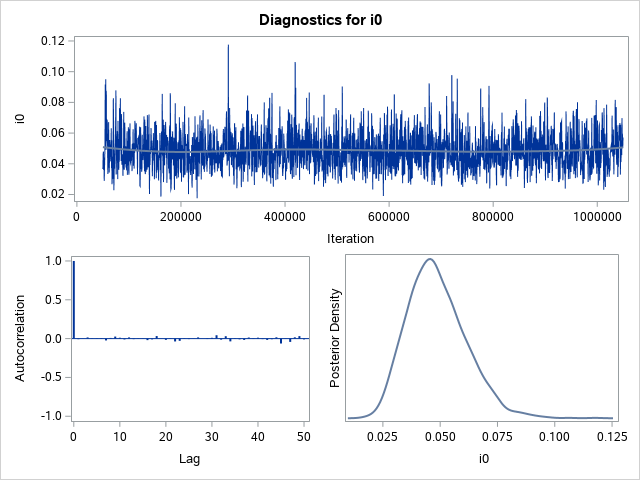 Diagnostics for i0
0.12
0.10
0.08
0.06
0.04
0.02
i0
0 200000 400000 600000 800000 1000000
Iteration
1.0
0.5
0.0
-0.5
-1.0
Autocorrelation
0 10 20 30 40 50
Lag
Posterior Density
0.025 0.050 0.075 0.100 0.125
i0